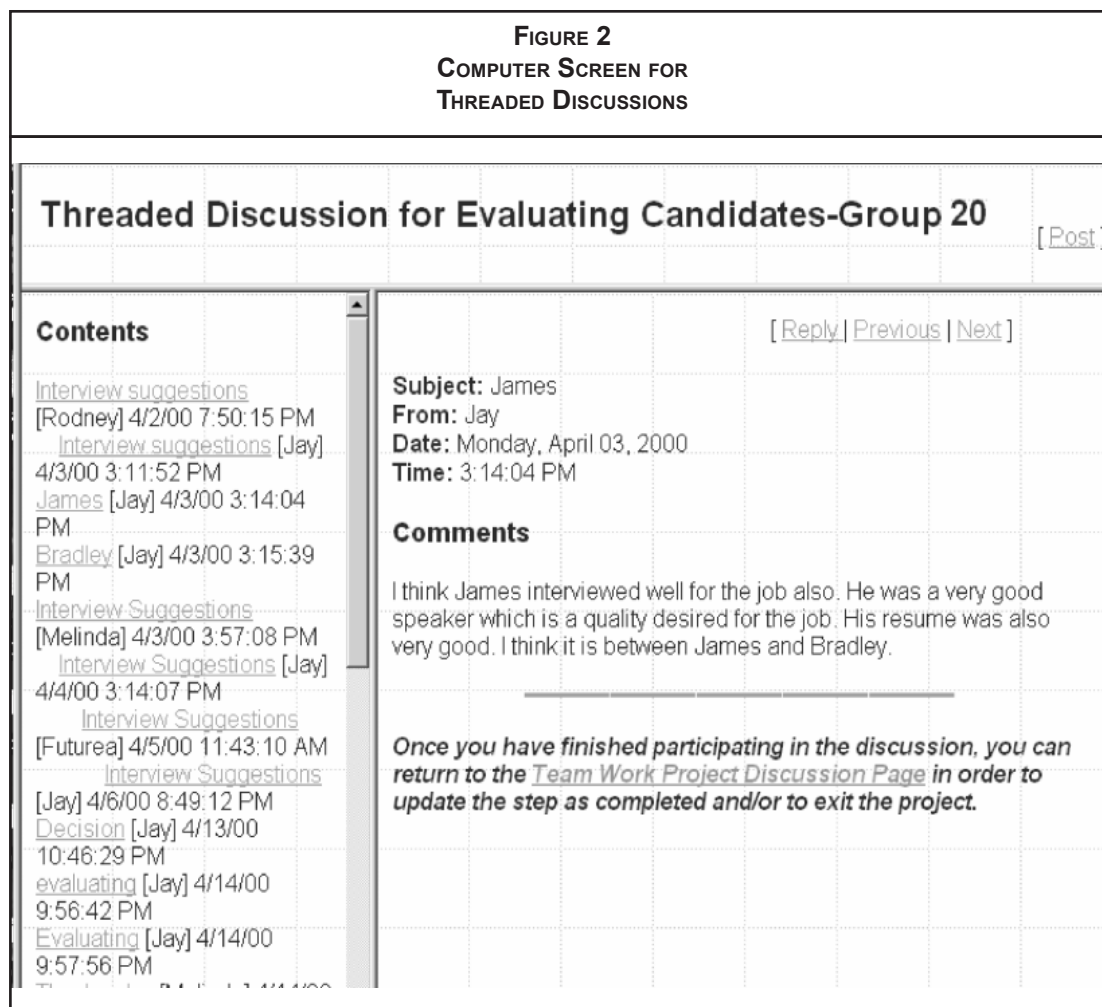 FIGURE 2
COMPUTER SCREEN FOR
THREADED DISCUSSIONS
Threaded Discussion for Evaluating Candidates-Group 20
[ Post ]
Contents
Interview suggestions
[Rodney] 4/2/00 7:50:15 PM
Interview suggestions [Jay]
4/3/00 3:11:52 PM
James [Jay] 4/3/00 3:14:04
PM
Bradley [Jay] 4/3/00 3:15:39
PM
Interview Suggestions
[Melinda] 4/3/00 3:57:08 PM
Interview Suggestions [Jay]
4/4/00 3:14:07 PM
Interview Suggestions
[Futurea] 4/5/00 11:43:10 AM
Interview Suggestions
[Jay] 4/6/00 8:49:12 PM
Decision [Jay] 4/13/00
10:46:29 PM
evaluating [Jay] 4/14/00
9:56:42 PM
Evaluating [Jay] 4/14/00
9:57:56 PM
[ Reply | Previous | Next ]
Subject: James
From: Jay
Date: Monday, April 03, 2000
Time: 3:14:04 PM
Comments
I think James interviewed well for the job also. He was a very good
speaker which is a quality desired for the job. His resume was also
very good. I think it is between James and Bradley.
Once you have finished participating in the discussion, you can
return to the Team Work Project Discussion Page in order to
update the step as completed and/or to exit the project.